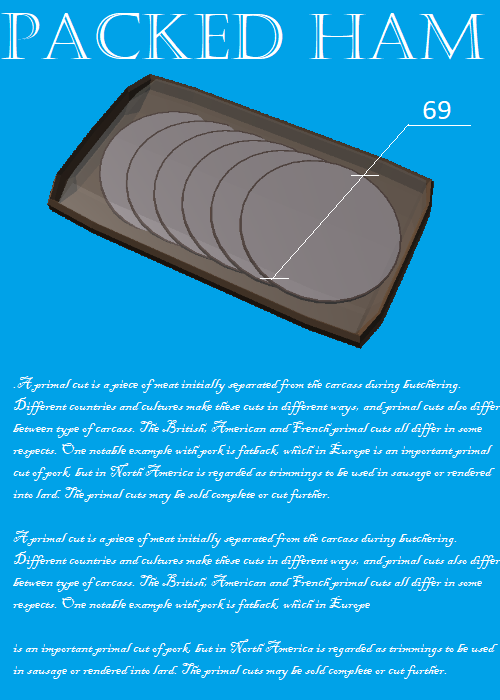 PACKED HAM
69
.A primal cut is a piece of meat initially separated from the carcass during butchering.
Different countries and cultures make these cuts in different ways, and primal cuts also differ
between type of carcass. The British, American and French primal cuts all differ in some
respects. One notable example with pork is fatback, which in Europe is an important primal
cut of pork, but in North America is regarded as trimmings to be used in sausage or rendered
into lard. The primal cuts may be sold complete or cut further.
A primal cut is a piece of meat initially separated from the carcass during butchering.
Different countries and cultures make these cuts in different ways, and primal cuts also differ
between type of carcass. The British, American and French primal cuts all differ in some
respects. One notable example with pork is fatback, which in Europe
is an important primal cut of pork, but in North America is regarded as trimmings to be used
in sausage or rendered into lard. The primal cuts may be sold complete or cut further.